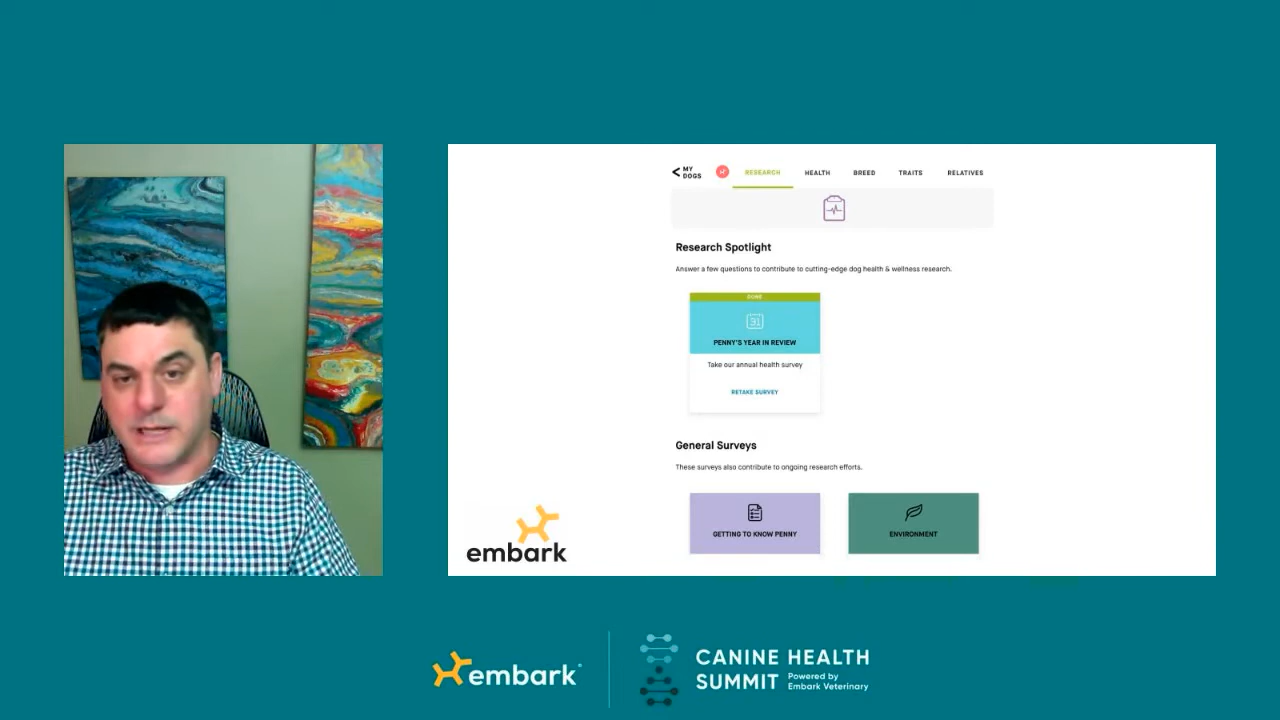 < MY
DOGS
RESEARCH
HEALTH
BREED
TRAITS
RELATIVES
Research Spotlight
Answer a few questions to contribute to cutting-edge dog health & wellness research.
DONE
31
PENNY'S YEAR IN REVIEW
Take our annual health survey
RETAKE SURVEY
General Surveys
These surveys also contribute to ongoing research efforts.
GETTING TO KNOW PENNY
ENVIRONMENT
embark
embark
CANINE HEALTH
SUMMIT Powered by
Embark Veterinary